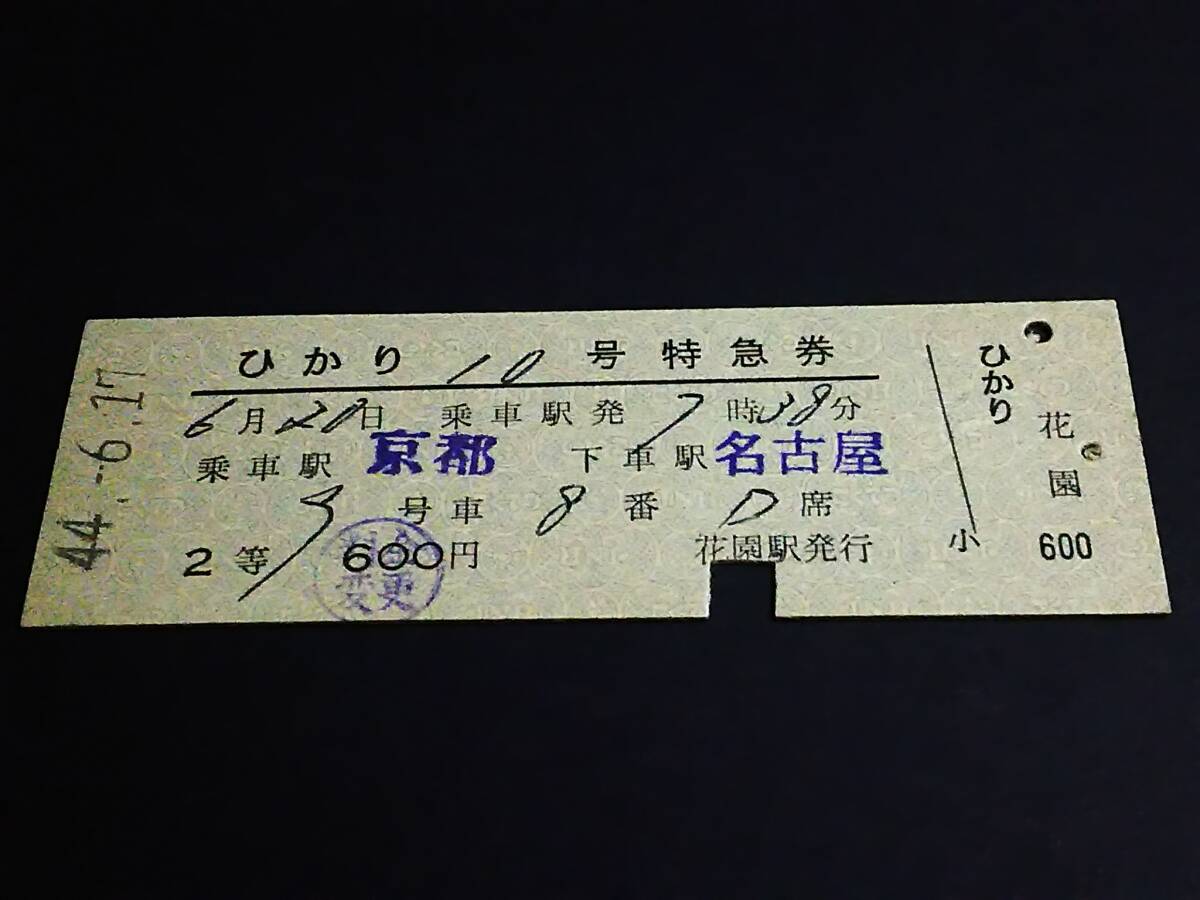 44.-6.17
ひかり 10 号特急券
6月20日 乗車駅発 7時38分
乗車駅 京都 下車駅 名古屋
3 号車 8 番 D 席
2等 600円 花園駅発行
変更
ひかり
小
花園
600